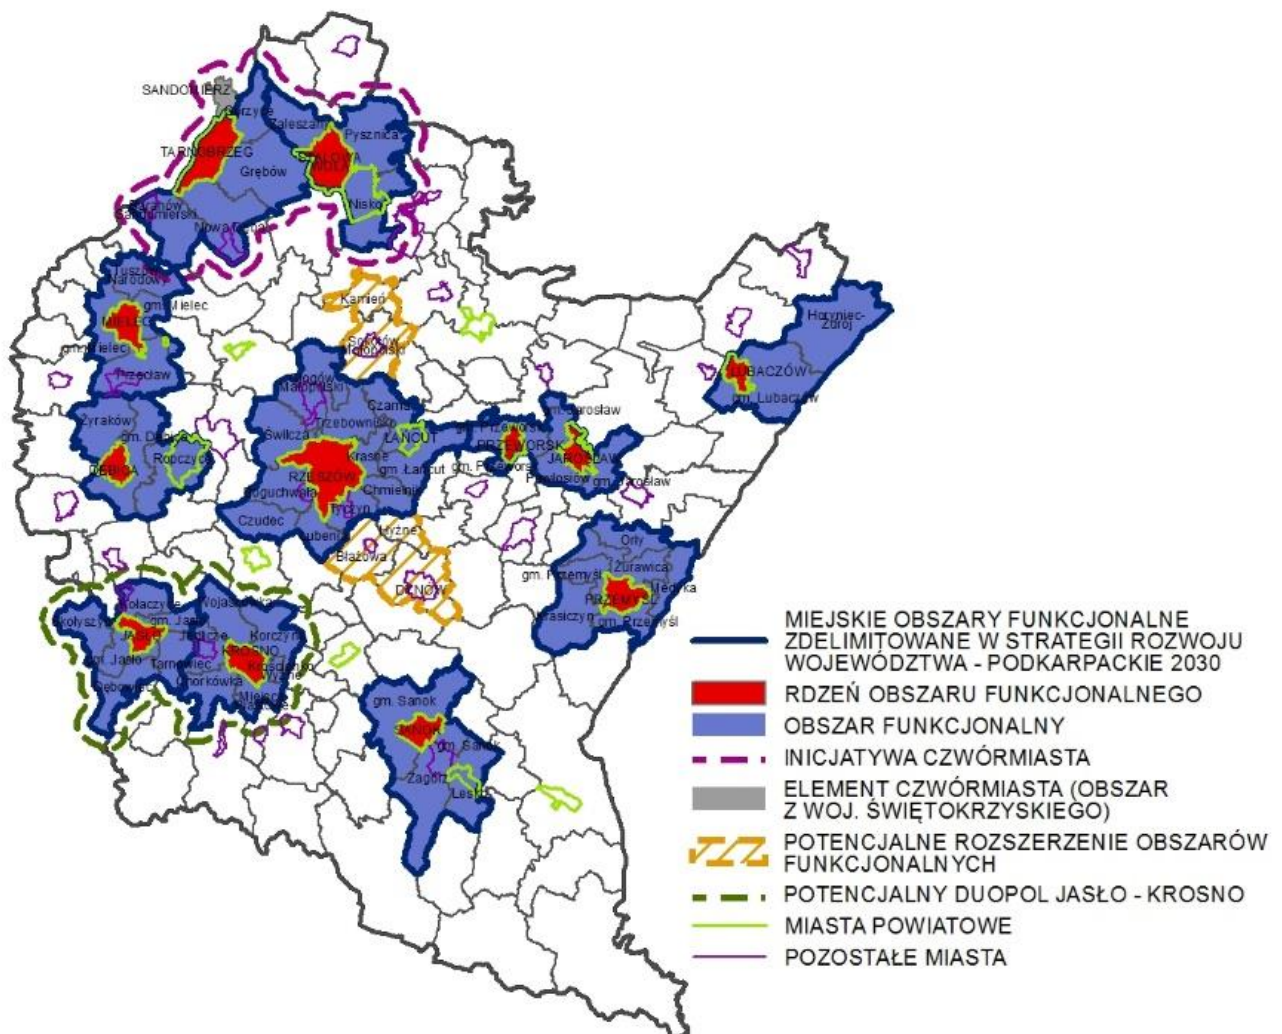 SANDOMIERZ
Gorzyce
Zaleszany
Pysznica
TARNOBRZEG
STALOWA
WOLA
Grębów
Nisko
Baranów
Sandomierski
Nowa Dęba
Tuszów
Narodowy
gm. Mielec
MIELEC
gm. Mielec
Przecław
Kamień
Sokołów
Małopolski
Horyniec-
Zdrój
LUBACZÓW
gm. Lubaczów
Głogów
Małopolski
Czarna
Trzebownisko
Świlcza
ŁAŃCUT
Krasne
RZESZÓW
gm. Łańcut
Boguchwała
Chmielnik
Tyczyn
Czudec
Lubenia
Żyraków
gm. Dębica
Ropczyce
DĘBICA
gm. Jarosław
gm. Przeworsk
PRZEWORSK
JAROSŁAW
gm. Przeworsk
Pawłosiów
gm. Jarosław
Hyżne
Błażowa
DYNÓW
Orły
Żurawica
gm. Przemyśl
Medyka
PRZEMYŚL
Krasiczyn
gm. Przemyśl
Kołaczyce
Wojaszówka
Skołyszyn
gm. Jasło
JASŁO
Jedlicze
Korczyna
KROSNO
gm. Jasło
Tarnowiec
Krościenko
Wyżne
Dębowiec
Chorkówka
Miejsce
Piastowe
gm. Sanok
SANOK
gm. Sanok
Zagórz
Lesko
MIEJSKIE OBSZARY FUNKCJONALNE
ZDELIMITOWANE W STRATEGII ROZWOJU
WOJEWÓDZTWA - PODKARPACKIE 2030
RDZEŃ OBSZARU FUNKCJONALNEGO
OBSZAR FUNKCJONALNY
INICJATYWA CZWÓRMIASTA
ELEMENT CZWÓRMIASTA (OBSZAR
Z WOJ. ŚWIĘTOKRZYSKIEGO)
POTENCJALNE ROZSZERZENIE OBSZARÓW
FUNKCJONALNYCH
POTENCJALNY DUOPOL JASŁO - KROSNO
MIASTA POWIATOWE
POZOSTAŁE MIASTA